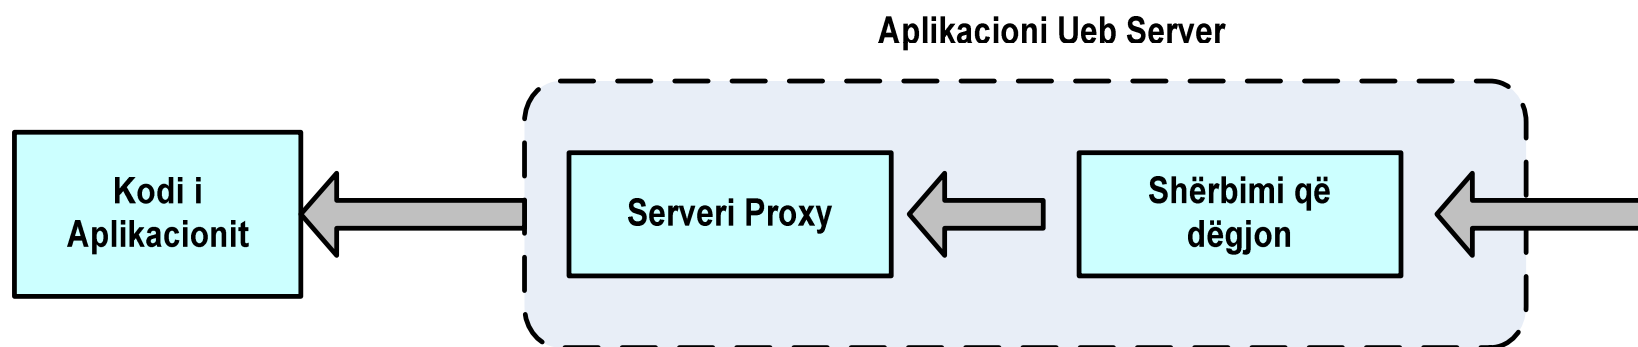 Aplikacioni Ueb Server
Kodi i
Aplikacionit
Serveri Proxy
Shërbimi që
dëgjon